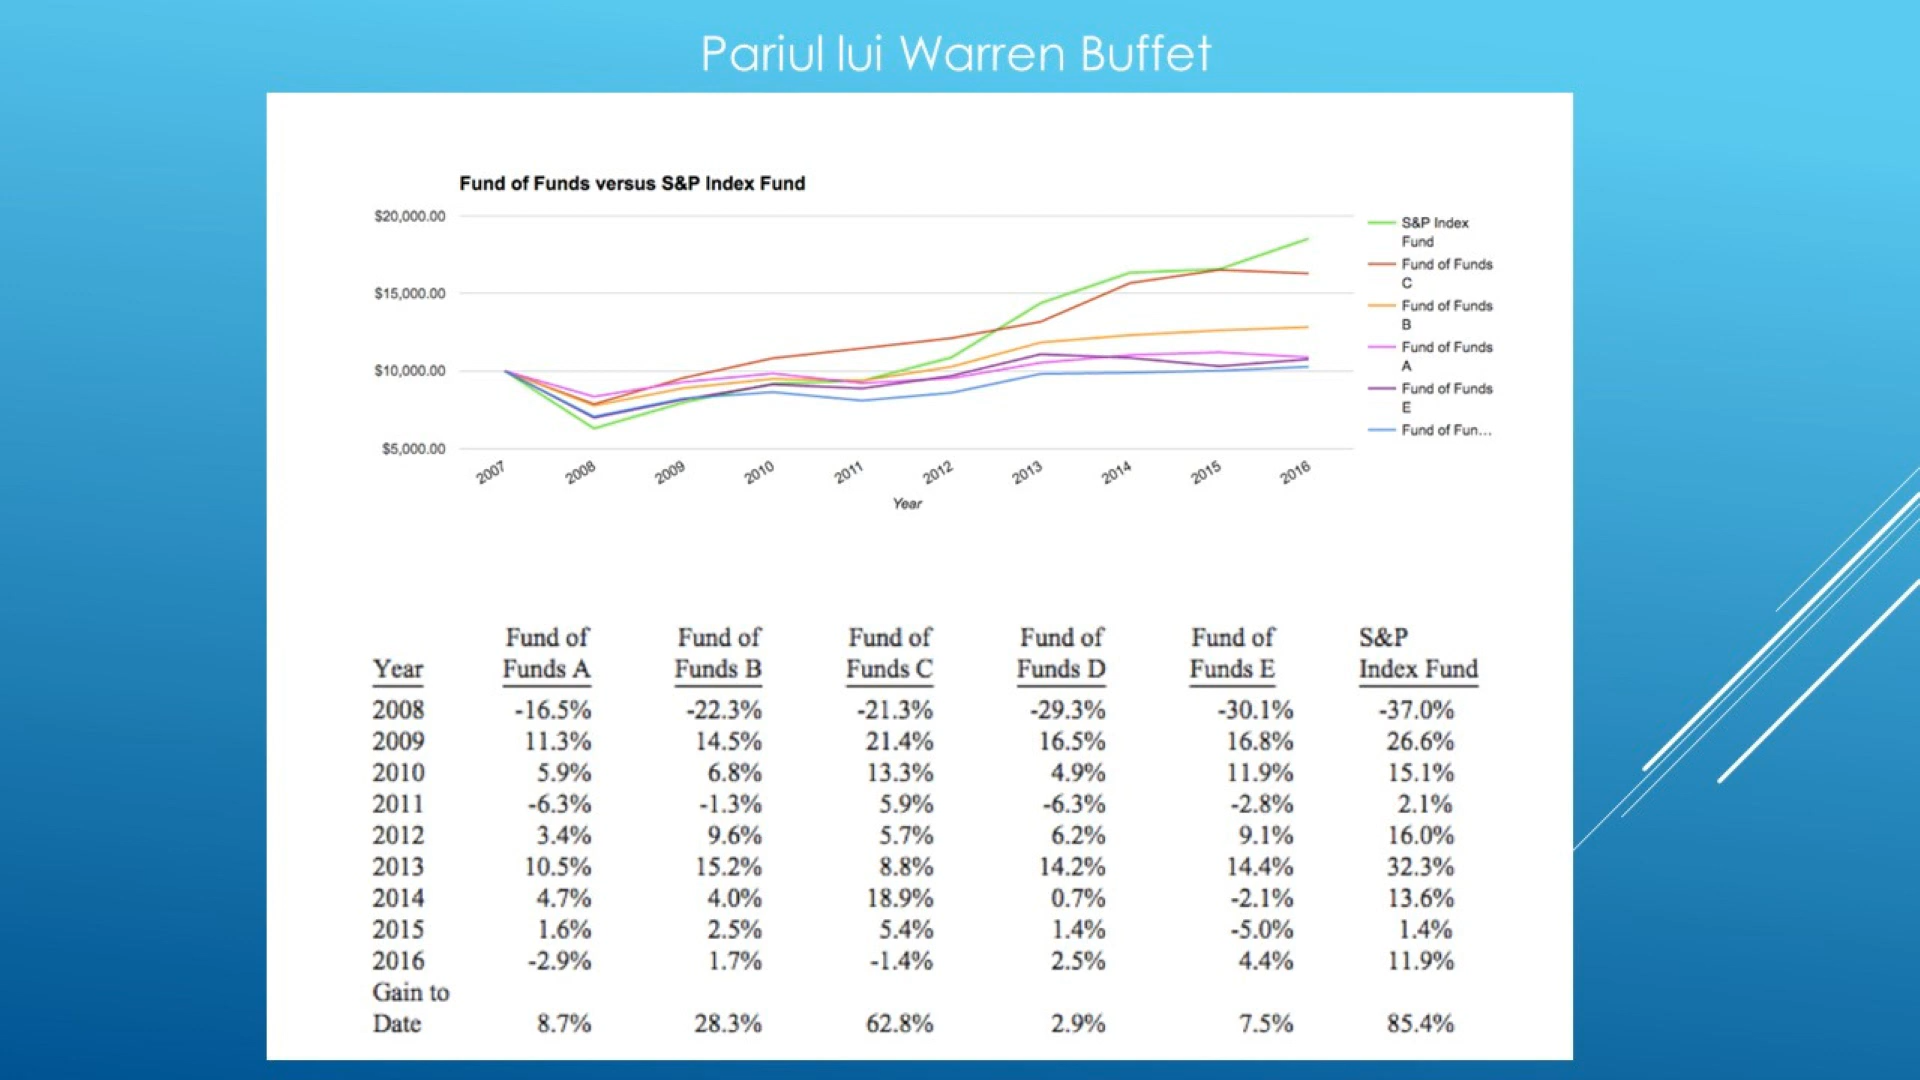 Pariul lui Warren Buffet
Fund of Funds versus S&P Index Fund
$20,000.00
$15,000.00
$10,000.00
$5,000.00
2007 2008 2009 2010 2011 2012 2013 2014 2015 2016
Year
S&P Index
Fund
Fund of Funds
C
Fund of Funds
B
Fund of Funds
A
Fund of Funds
E
Fund of Fun...
Fund of Fund of Fund of Fund of Fund of S&P
Year Funds A Funds B Funds C Funds D Funds E Index Fund
2008 -16.5% -22.3% -21.3% -29.3% -30.1% -37.0%
2009 11.3% 14.5% 21.4% 16.5% 16.8% 26.6%
2010 5.9% 6.8% 13.3% 4.9% 11.9% 15.1%
2011 -6.3% -1.3% 5.9% -6.3% -2.8% 2.1%
2012 3.4% 9.6% 5.7% 6.2% 9.1% 16.0%
2013 10.5% 15.2% 8.8% 14.2% 14.4% 32.3%
2014 4.7% 4.0% 18.9% 0.7% -2.1% 13.6%
2015 1.6% 2.5% 5.4% 1.4% -5.0% 1.4%
2016 -2.9% 1.7% -1.4% 2.5% 4.4% 11.9%
Gain to
Date 8.7% 28.3% 62.8% 2.9% 7.5% 85.4%